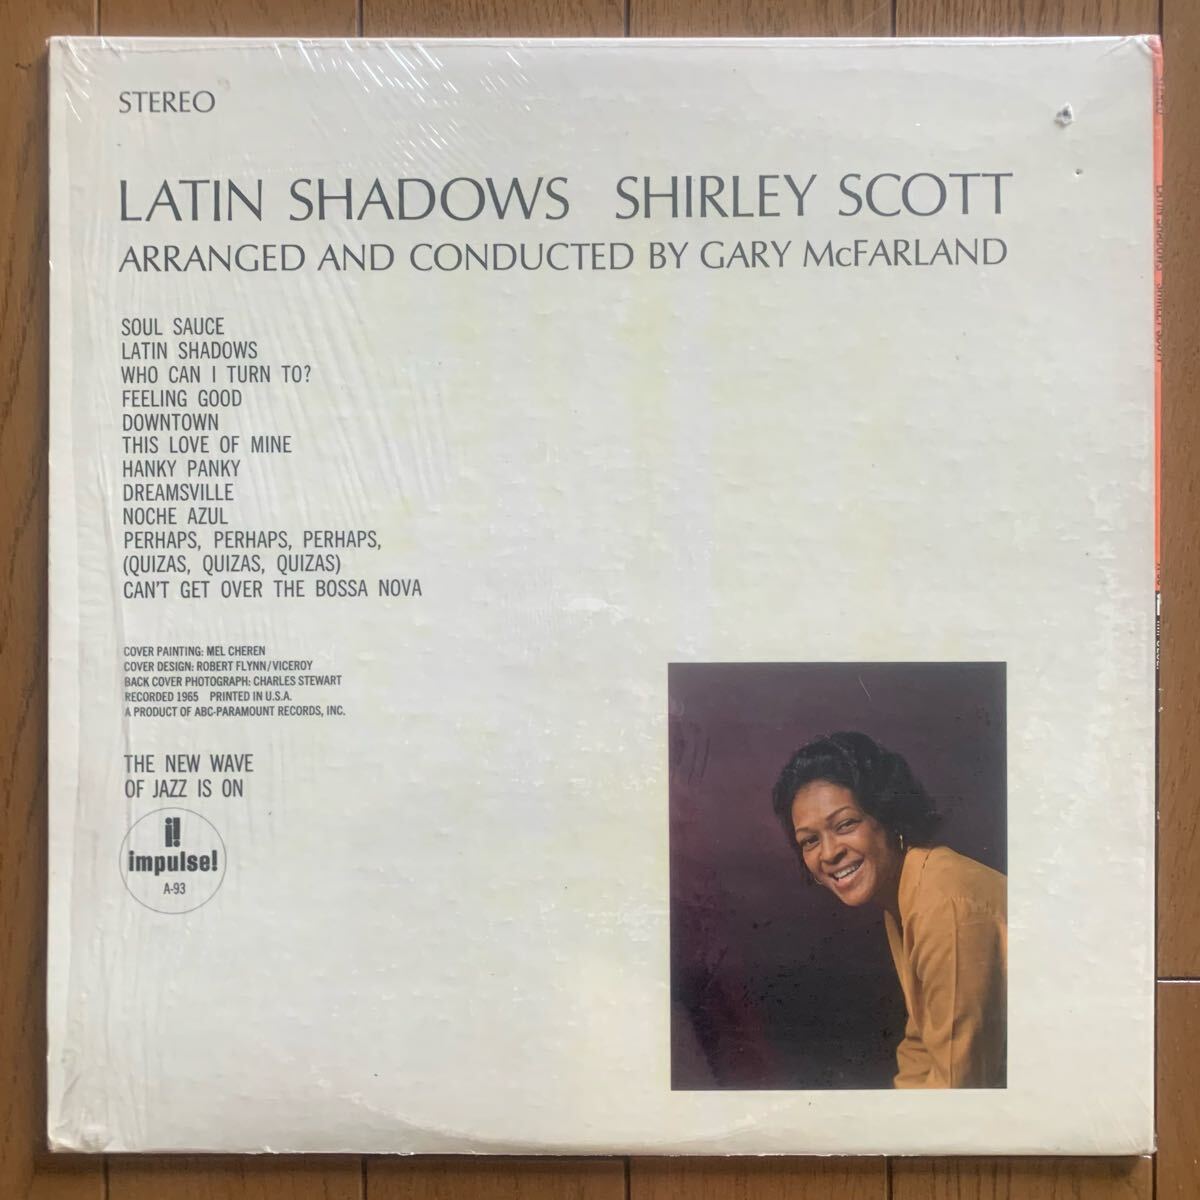 STEREO
LATIN SHADOWS SHIRLEY SCOTT
ARRANGED AND CONDUCTED BY GARY McFARLAND
SOUL SAUCE
LATIN SHADOWS
WHO CAN I TURN TO?
FEELING GOOD
DOWNTOWN
THIS LOVE OF MINE
HANKY PANKY
DREAMSVILLE
NOCHE AZUL
PERHAPS, PERHAPS, PERHAPS,
(QUIZAS, QUIZAS, QUIZAS)
CAN'T GET OVER THE BOSSA NOVA
COVER PAINTING: MEL CHEREN
COVER DESIGN: ROBERT FLYNN/VICEROY
BACK COVER PHOTOGRAPH: CHARLES STEWART
RECORDED 1965 PRINTED IN U.S.A.
A PRODUCT OF ABC-PARAMOUNT RECORDS, INC.
THE NEW WAVE
OF JAZZ IS ON
i!
impulse!
A-93
LATIN SHADOWS SHIRLEY SCOTT